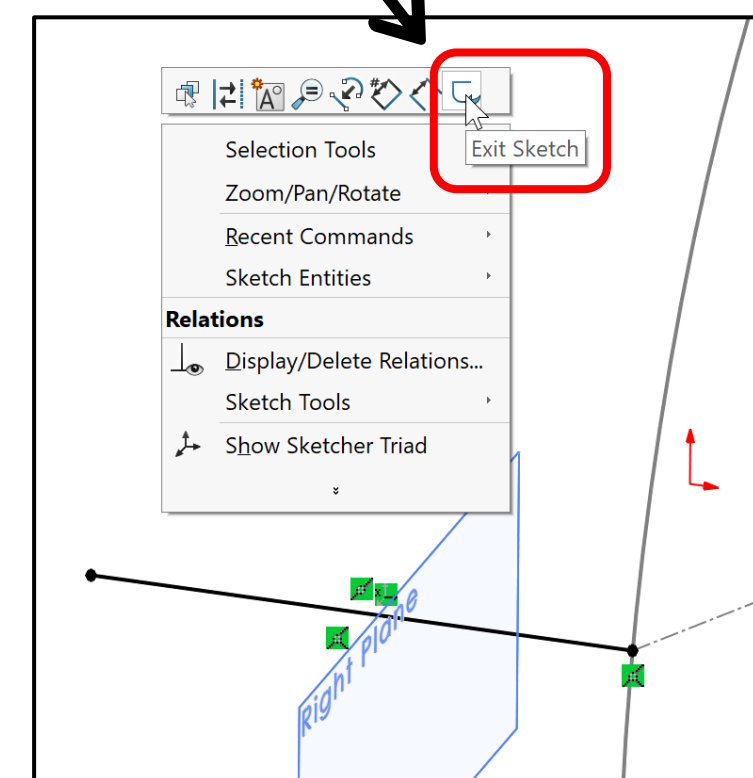 Exit Sketch
Selection Tools
Zoom/Pan/Rotate
Recent Commands
Sketch Entities
Relations
Display/Delete Relations...
Sketch Tools
Show Sketcher Triad
Right Plane